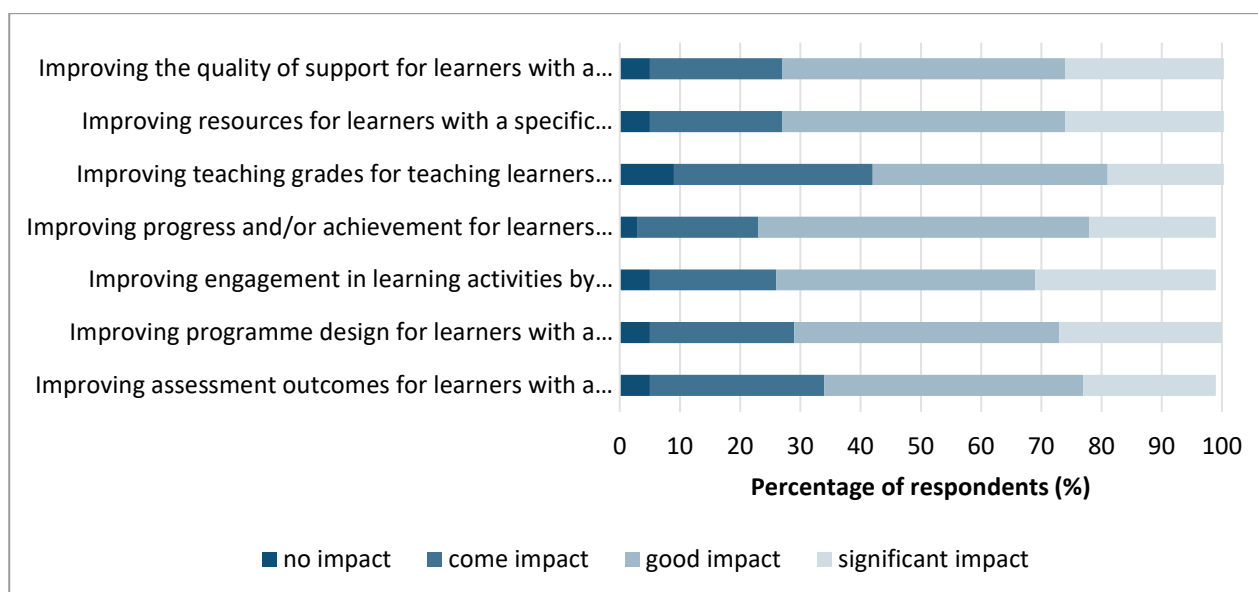 Improving the quality of support for learners with a...
Improving resources for learners with a specific...
Improving teaching grades for teaching learners...
Improving progress and/or achievement for learners...
Improving engagement in learning activities by...
Improving programme design for learners with a...
Improving assessment outcomes for learners with a...
0 10 20 30 40 50 60 70 80 90 100
Percentage of respondents (%)
no impact come impact good impact significant impact